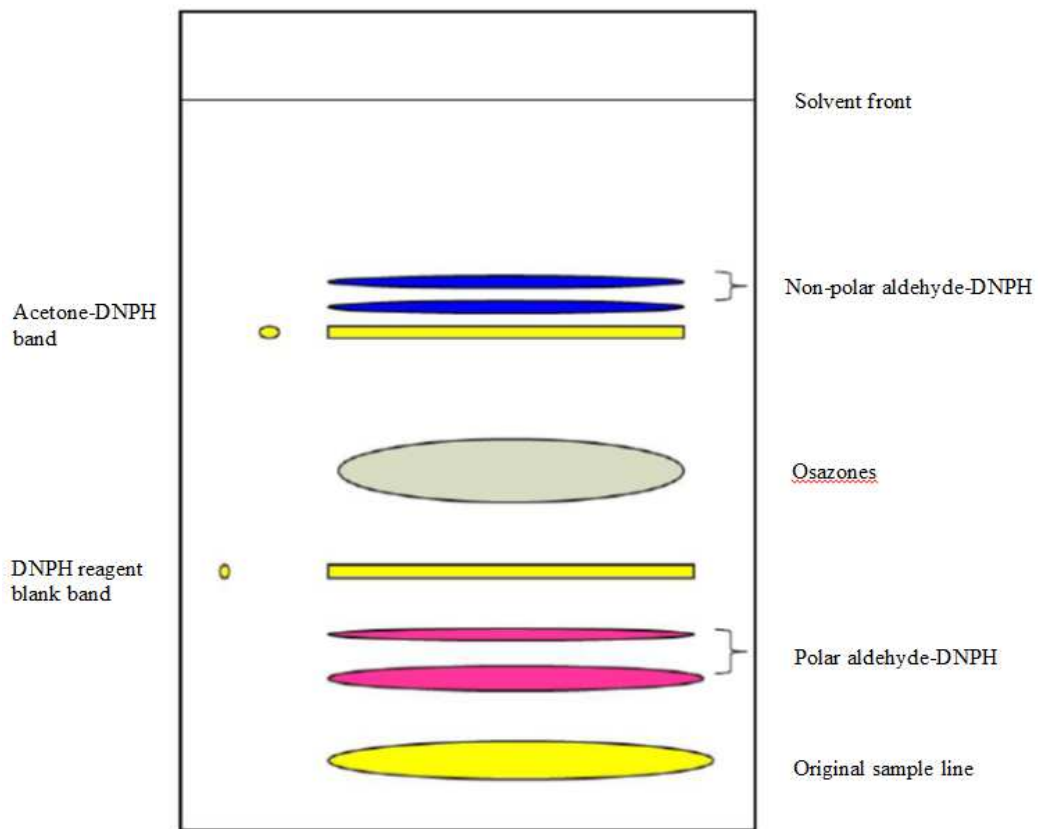 Solvent front
Non-polar aldehyde-DNPH
Acetone-DNPH
band
Osazones
DNPH reagent
blank band
Polar aldehyde-DNPH
Original sample line